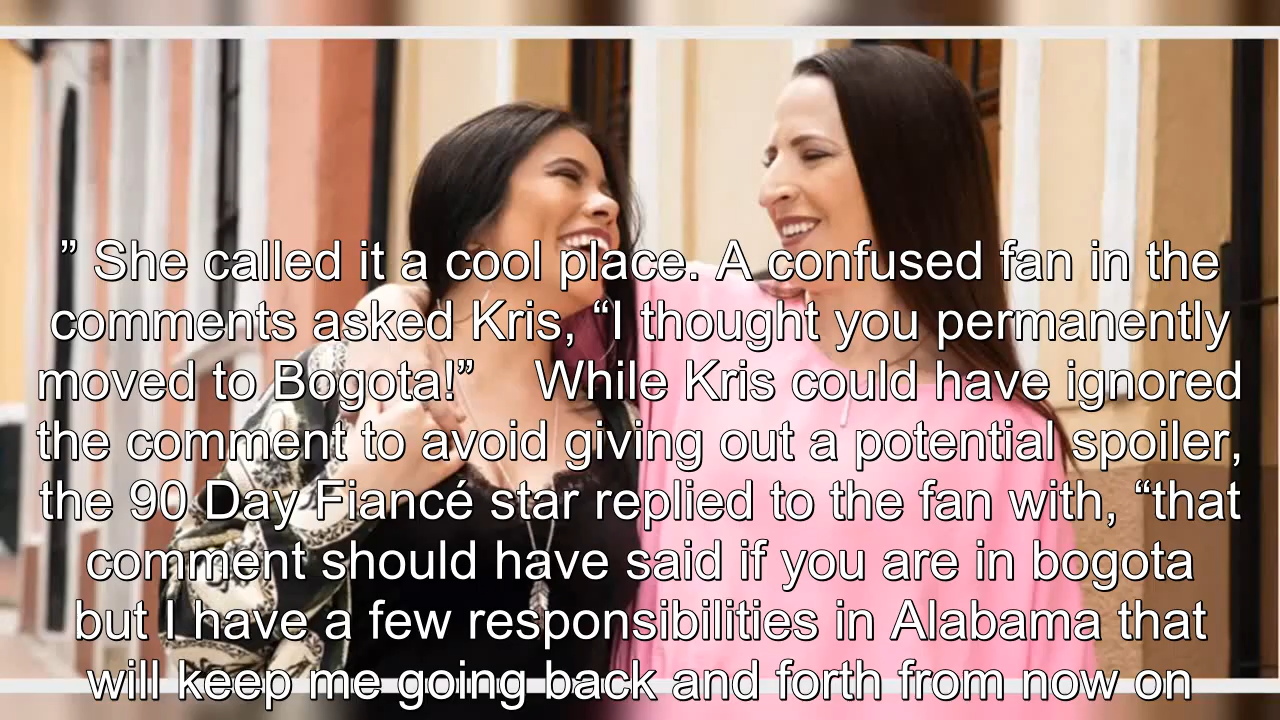 ” She called it a cool place. A confused fan in the
comments asked Kris, “I thought you permanently
moved to Bogota!”    While Kris could have ignored
the comment to avoid giving out a potential spoiler,
the 90 Day Fiancé star replied to the fan with, “that
comment should have said if you are in bogota
but I have a few responsibilities in Alabama that
will keep me going back and forth from now on